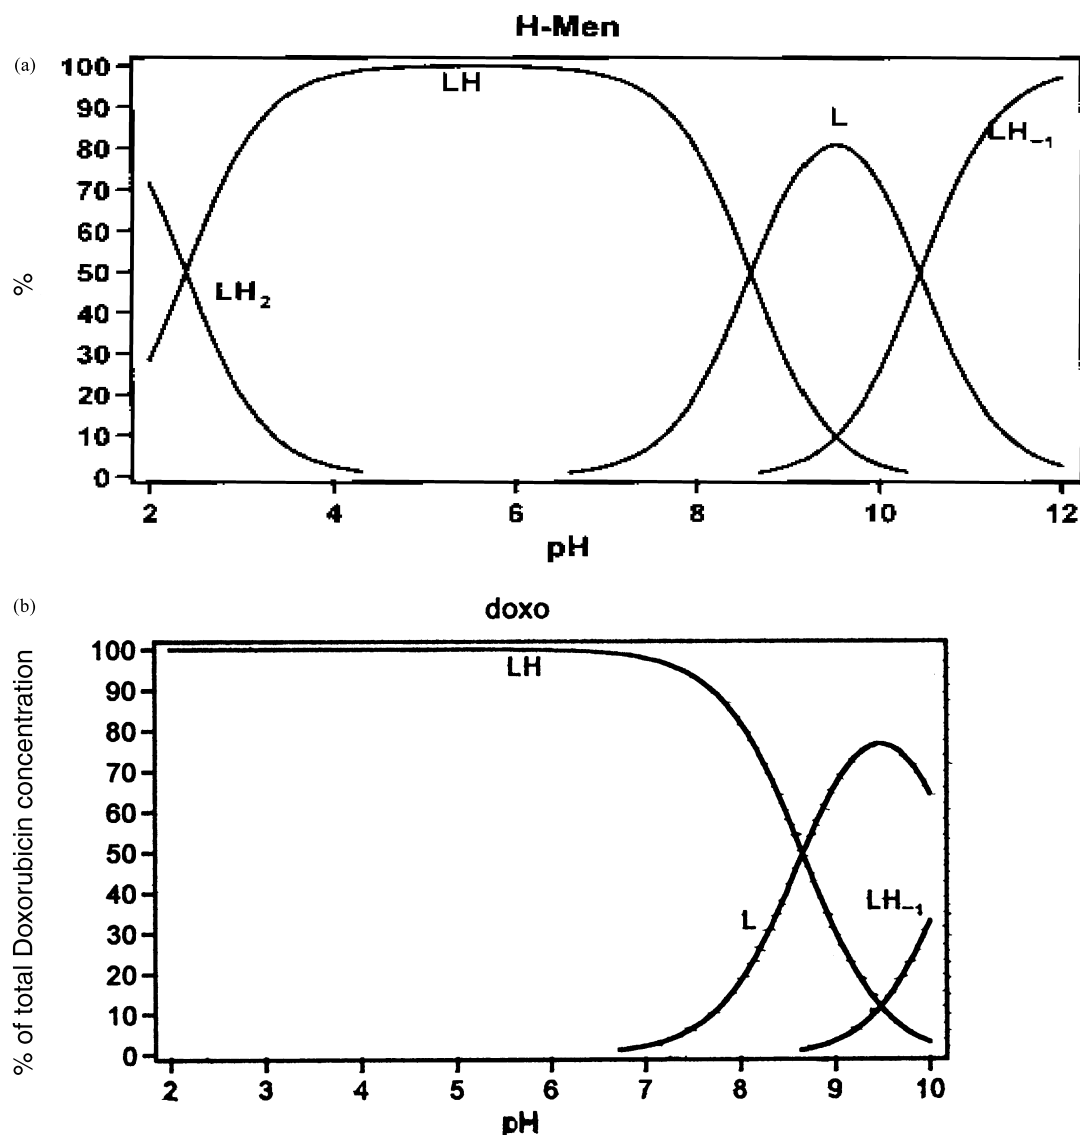 H-Men
(a)
100
90
80
70
60
50
40
30
20
10
0
%
LH
L
LH₋₁
LH₂
2 4 6 8 10 12
pH
(b)
doxo
% of total Doxorubicin concentration
100
90
80
70
60
50
40
30
20
10
0
LH
L
LH₋₁
2 3 4 5 6 7 8 9 10
pH